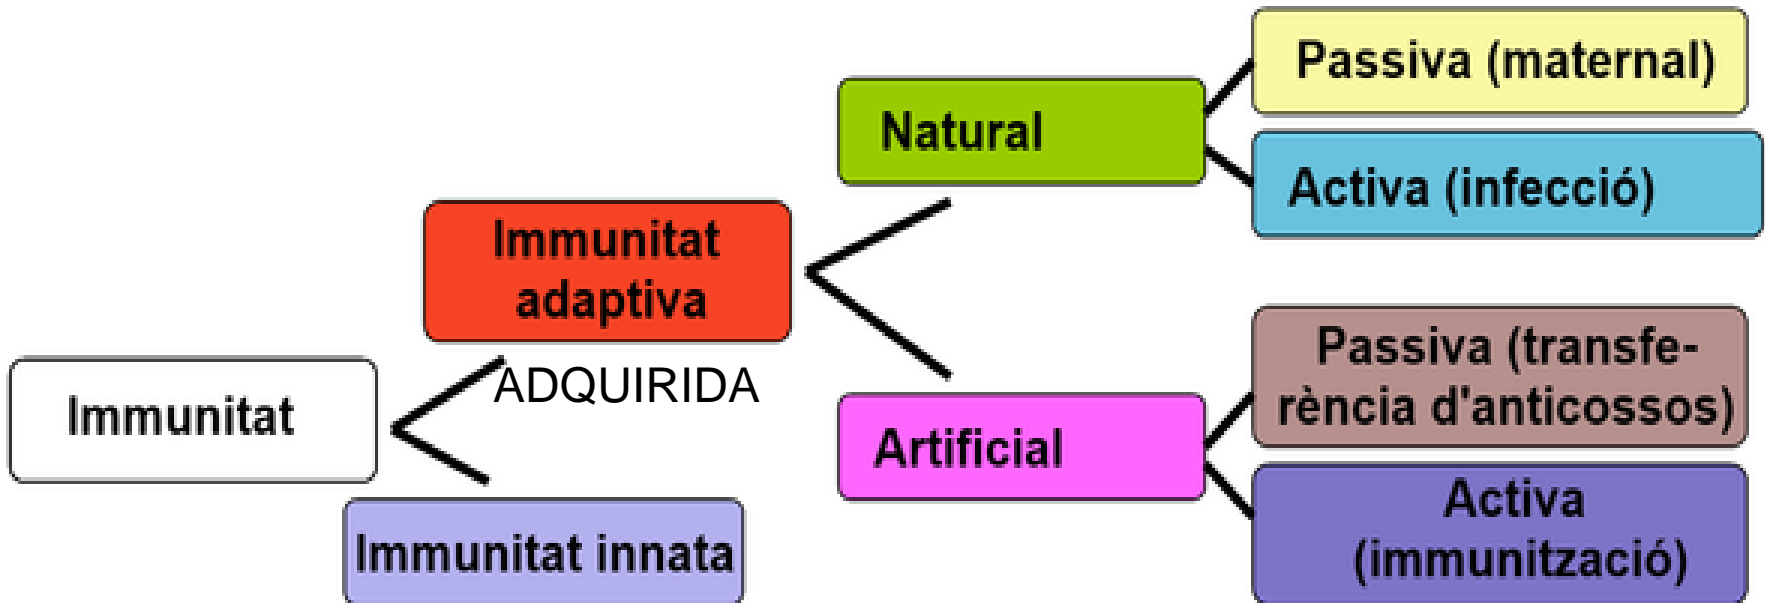 Passiva (maternal)
Natural
Activa (infecció)
Immunitat
adaptiva
ADQUIRIDA
Passiva (transfe-
rència d'anticossos)
Immunitat
Artificial
Activa
(immunització)
Immunitat innata